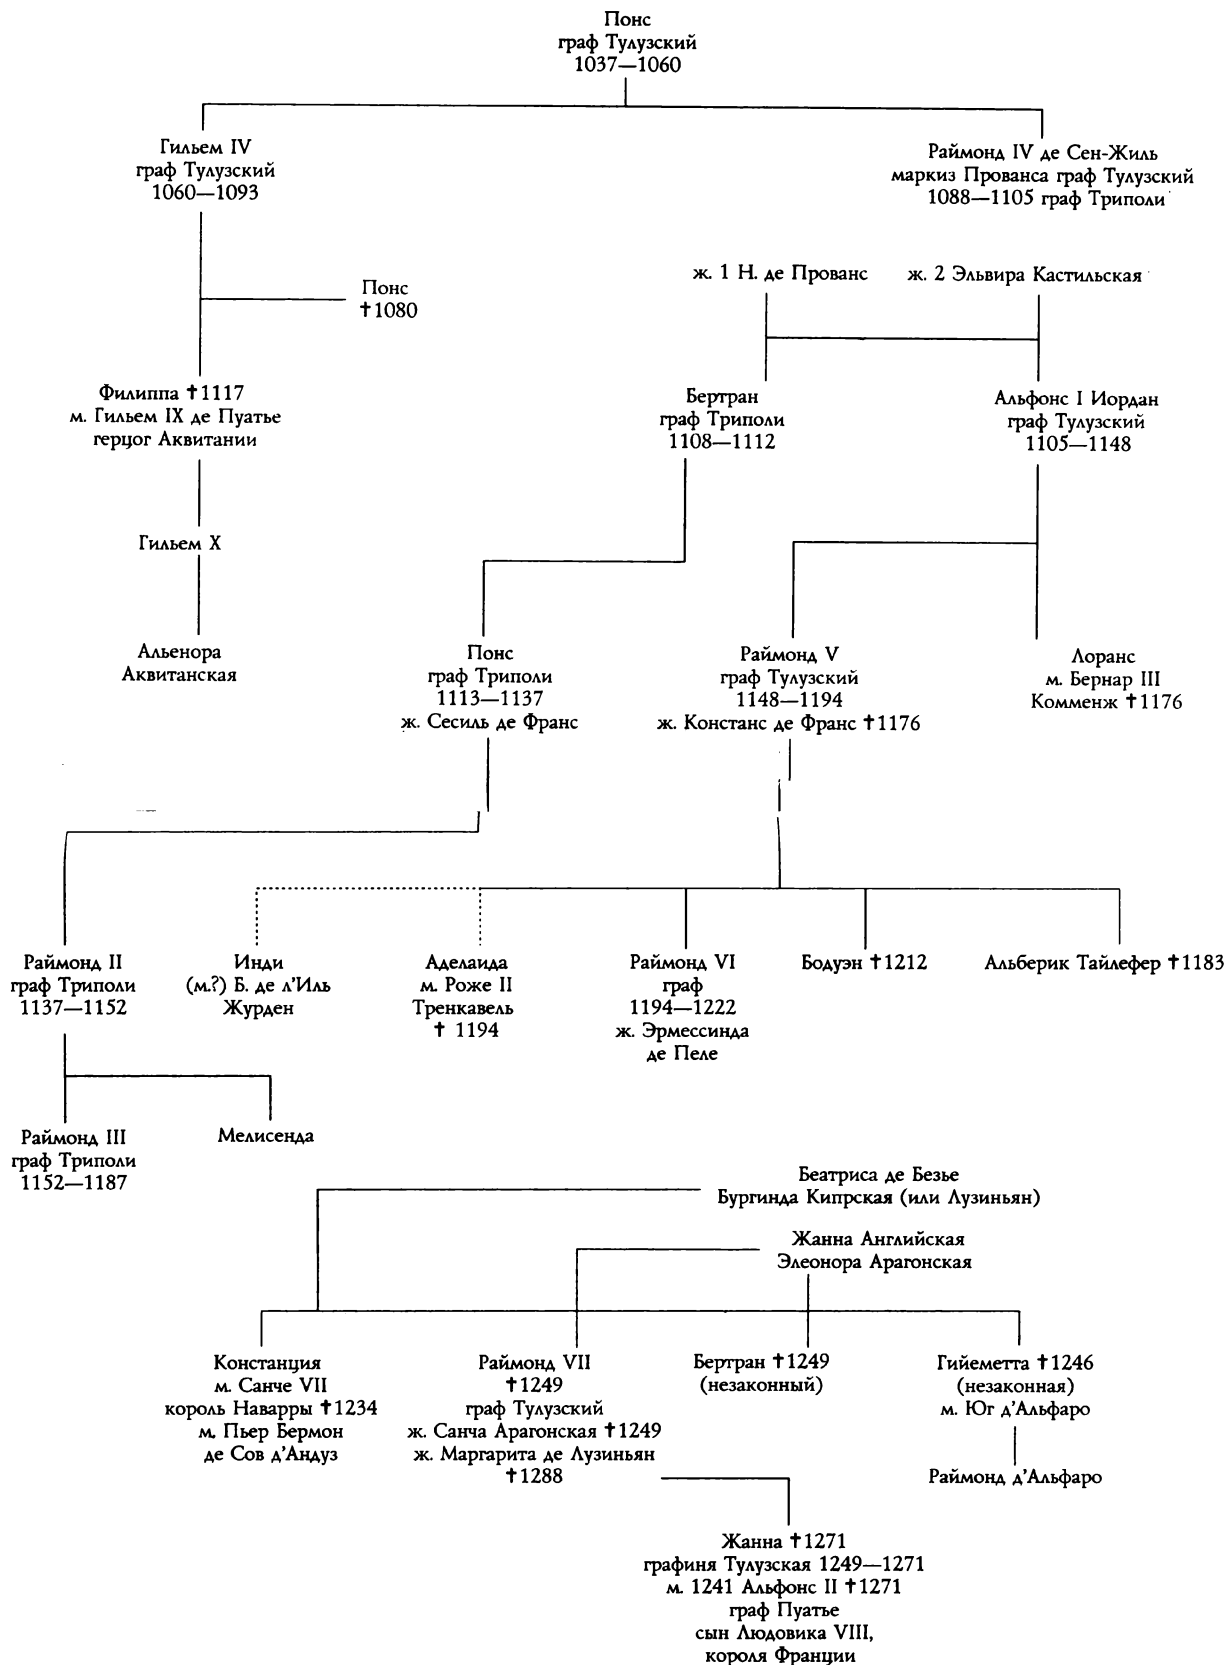 Понс
граф Тулузский
1037—1060
Гильем IV
граф Тулузский
1060—1093
Раймонд IV де Сен-Жиль
маркиз Прованса граф Тулузский
1088—1105 граф Триполи
ж. 1 Н. де Прованс
ж. 2 Эльвира Кастильская
Понс
✝1080
Филиппа ✝1117
м. Гильем IX де Пуатье
герцог Аквитании
Бертран
граф Триполи
1108—1112
Альфонс I Иордан
граф Тулузский
1105—1148
Гильем X
Альенора
Аквитанская
Понс
граф Триполи
1113—1137
ж. Сесиль де Франс
Раймонд V
граф Тулузский
1148—1194
ж. Констанс де Франс ✝1176
Лоранс
м. Бернар III
Комменж ✝1176
Раймонд II
граф Триполи
1137—1152
Инди
(м.?) Б. де л'Иль
Журден
Аделаида
м. Роже II
Тренкавель
✝ 1194
Раймонд VI
граф
1194—1222
ж. Эрмессинда
де Пеле
Бодуэн ✝1212
Альберик Тайлефер ✝1183
Раймонд III
граф Триполи
1152—1187
Мелисенда
Беатриса де Безье
Бургинда Кипрская (или Лузиньян)
Жанна Английская
Элеонора Арагонская
Констанция
м. Санче VII
король Наварры ✝1234
м. Пьер Бермон
де Сов д'Андуз
Раймонд VII
✝1249
граф Тулузский
ж. Санча Арагонская ✝1249
ж. Маргарита де Лузиньян
✝1288
Бертран ✝1249
(незаконный)
Гийеметта ✝1246
(незаконная)
м. Юг д'Альфаро
Раймонд д'Альфаро
Жанна ✝1271
графиня Тулузская 1249—1271
м. 1241 Альфонс II ✝1271
граф Пуатье
сын Людовика VIII,
короля Франции